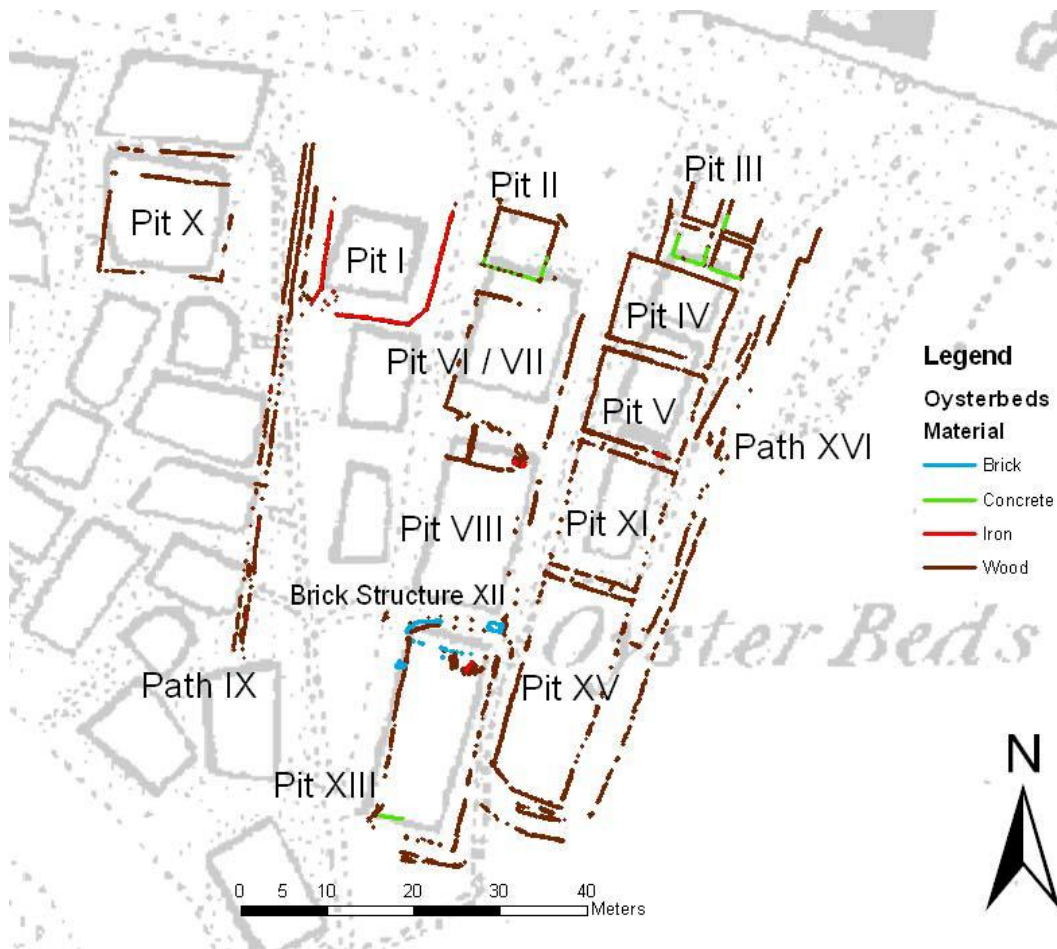 Pit III
Pit II
Pit X
Pit I
Pit IV
Pit VI / VII
Pit V
Path XVI
Pit VIII
Pit XI
Brick Structure XII
Oyster Beds
Path IX
Pit XV
Pit XIII
Legend
Oysterbeds
Material
Brick
Concrete
Iron
Wood
N
0 5 10 20 30 40
Meters